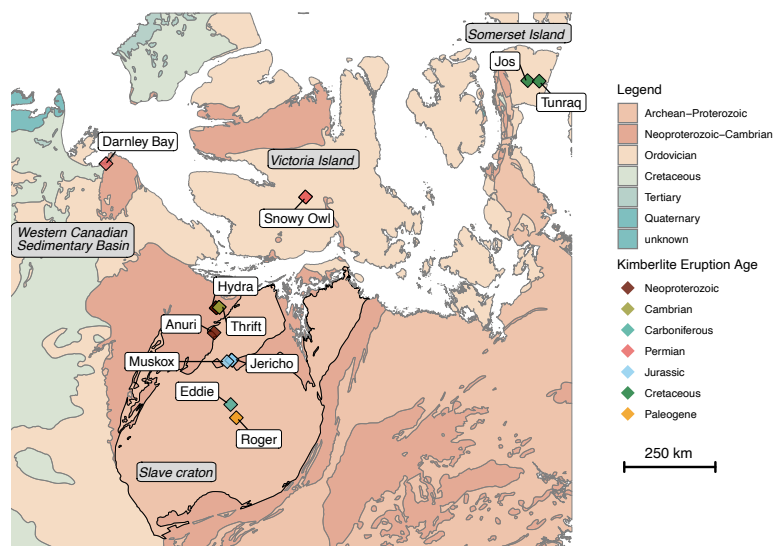 Somerset Island
Jos
Tunraq
Darnley Bay
Victoria Island
Snowy Owl
Western Canadian
Sedimentary Basin
Hydra
Anuri
Thrift
Muskox
Jericho
Eddie
Roger
Slave craton
Legend
Archean−Proterozoic
Neoproterozoic−Cambrian
Ordovician
Cretaceous
Tertiary
Quaternary
unknown
Kimberlite Eruption Age
Neoproterozoic
Cambrian
Carboniferous
Permian
Jurassic
Cretaceous
Paleogene
250 km